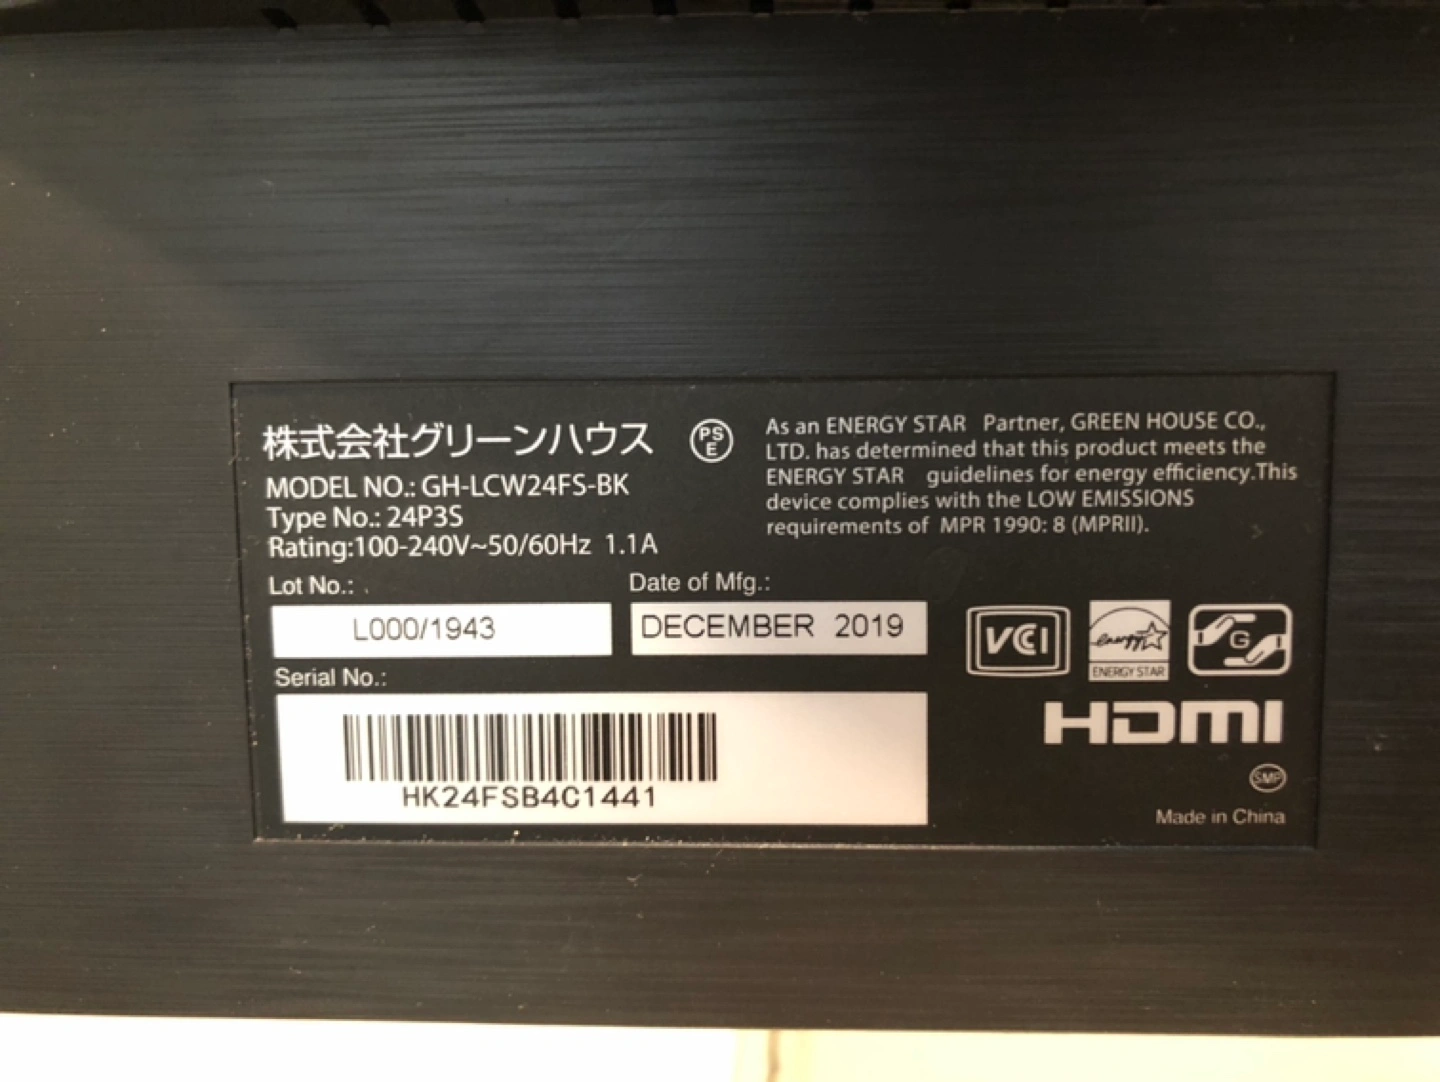 株式会社グリーンハウス
PS
E
MODEL NO.: GH-LCW24FS-BK
Type No.: 24P3S
Rating:100-240V~50/60Hz 1.1A
As an ENERGY STAR Partner, GREEN HOUSE CO.,
LTD. has determined that this product meets the
ENERGY STAR guidelines for energy efficiency.This
device complies with the LOW EMISSIONS
requirements of MPR 1990: 8 (MPRII).
Lot No.:
L000/1943
Date of Mfg.:
DECEMBER 2019
Serial No.:
HK24FSB4C1441
VCCI
energy
ENERGY STAR
G
HDMI
SMP
Made in China